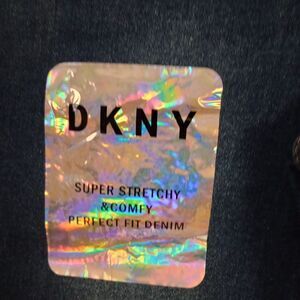 DKNY
SUPER STRETCHY
&COMFY
PERFECT FIT DENIM